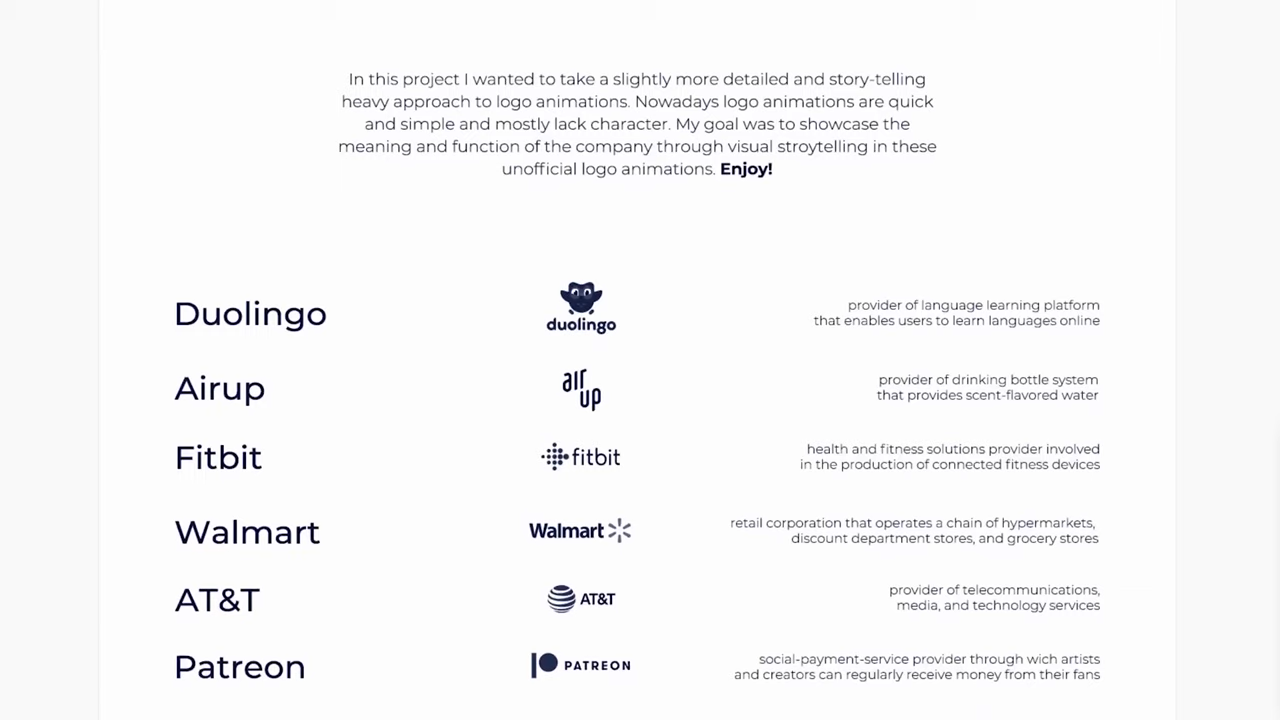 In this project I wanted to take a slightly more detailed and story-telling
heavy approach to logo animations. Nowadays logo animations are quick
and simple and mostly lack character. My goal was to showcase the
meaning and function of the company through visual stroytelling in these
unofficial logo animations. Enjoy!
Duolingo
duolingo
provider of language learning platform
that enables users to learn languages online
Airup
air
up
provider of drinking bottle system
that provides scent-flavored water
Fitbit
fitbit
health and fitness solutions provider involved
in the production of connected fitness devices
Walmart
Walmart
retail corporation that operates a chain of hypermarkets,
discount department stores, and grocery stores
AT&T
AT&T
provider of telecommunications,
media, and technology services
Patreon
PATREON
social-payment-service provider through wich artists
and creators can regularly receive money from their fans